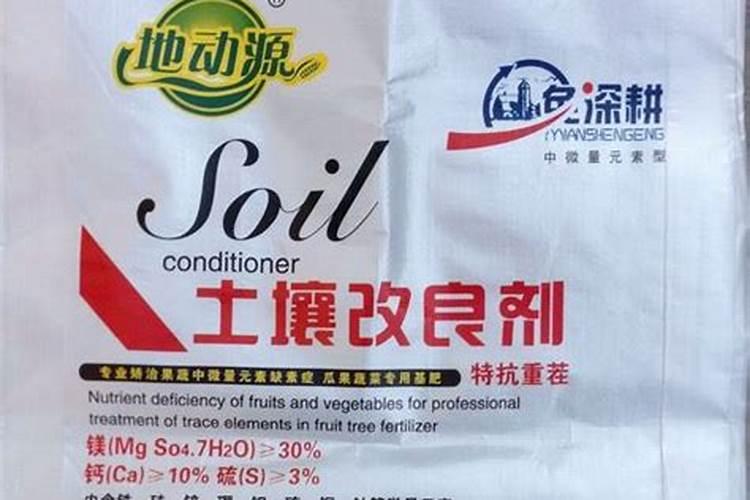 ®
地动源
免深耕
YYVIANSHENGENG
中微量元素型
Soil
conditioner
土壤改良剂
专业矫治果蔬中微量元素缺素症 瓜果蔬菜专用基肥 特抗重茬
Nutrient deficiency of fruits and vegetables for professional
treatment of trace elements in fruit tree fertilizer
镁(Mg So4.7H2O)≥30%
钙(Ca)≥10% 硫(S)≥3%